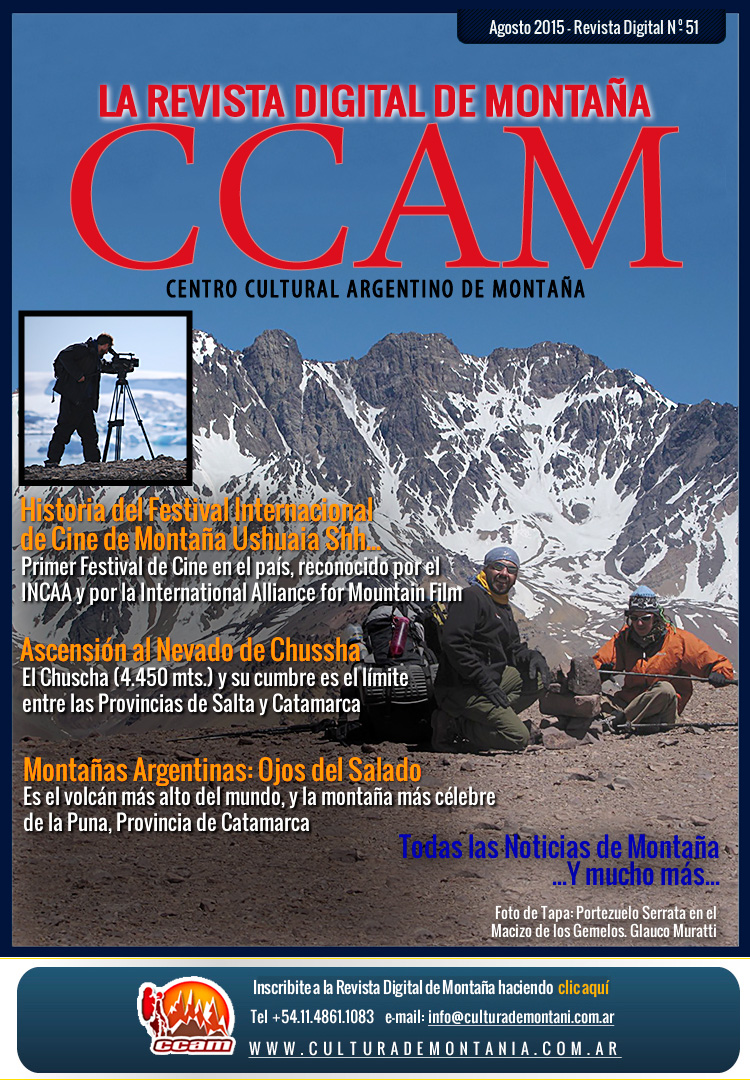 Agosto 2015 - Revista Digital Nº 51
LA REVISTA DIGITAL DE MONTAÑA
CCAM
CENTRO CULTURAL ARGENTINO DE MONTAÑA
Historia del Festival Internacional
de Cine de Montaña Ushuaia Shh...
Primer Festival de Cine en el país, reconocido por el
INCAA y por la International Alliance for Mountain Film
Ascensión al Nevado de Chussha
El Chuscha (4.450 mts.) y su cumbre es el límite
entre las Provincias de Salta y Catamarca
Montañas Argentinas: Ojos del Salado
Es el volcán más alto del mundo, y la montaña más célebre
de la Puna, Provincia de Catamarca
Todas las Noticias de Montaña
...Y mucho más...
Foto de Tapa: Portezuelo Serrata en el
Macizo de los Gemelos. Glauco Muratti
ccam
Inscribite a la Revista Digital de Montaña haciendo clic aquí
Tel +54.11.4861.1083 e-mail: info@culturademontani.com.ar
WWW.CULTURADEMONTANIA.COM.AR